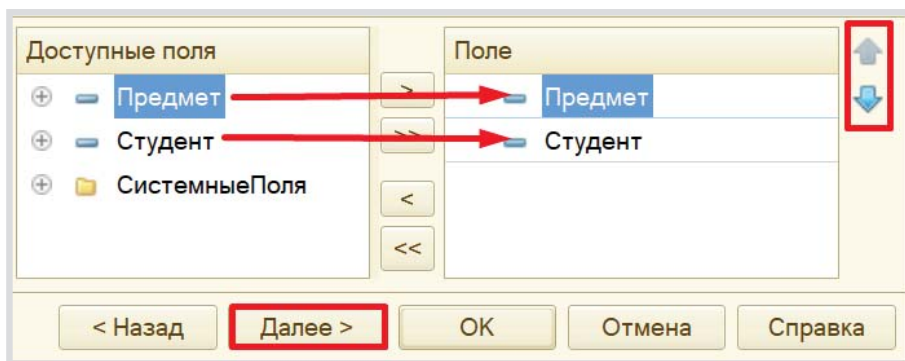 Доступные поля
Поле
Предмет
>
Предмет
Студент
>>
Студент
СистемныеПоля
<
<<
< Назад
Далее >
OK
Отмена
Справка